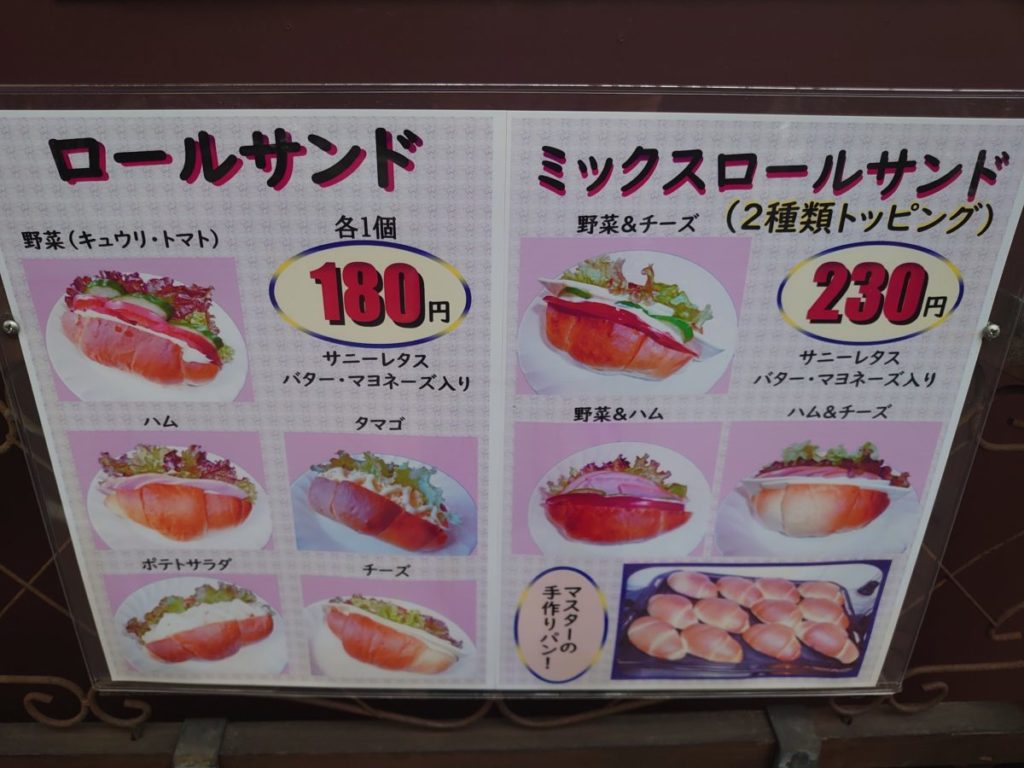 ロールサンド
野菜（キュウリ・トマト）
各1個
180円
サニーレタス
バター・マヨネーズ入り
ハム
タマゴ
ポテトサラダ
チーズ
ミックスロールサンド
（2種類トッピング）
野菜&チーズ
230円
サニーレタス
バター・マヨネーズ入り
野菜&ハム
ハム&チーズ
マスターの
手作りパン！